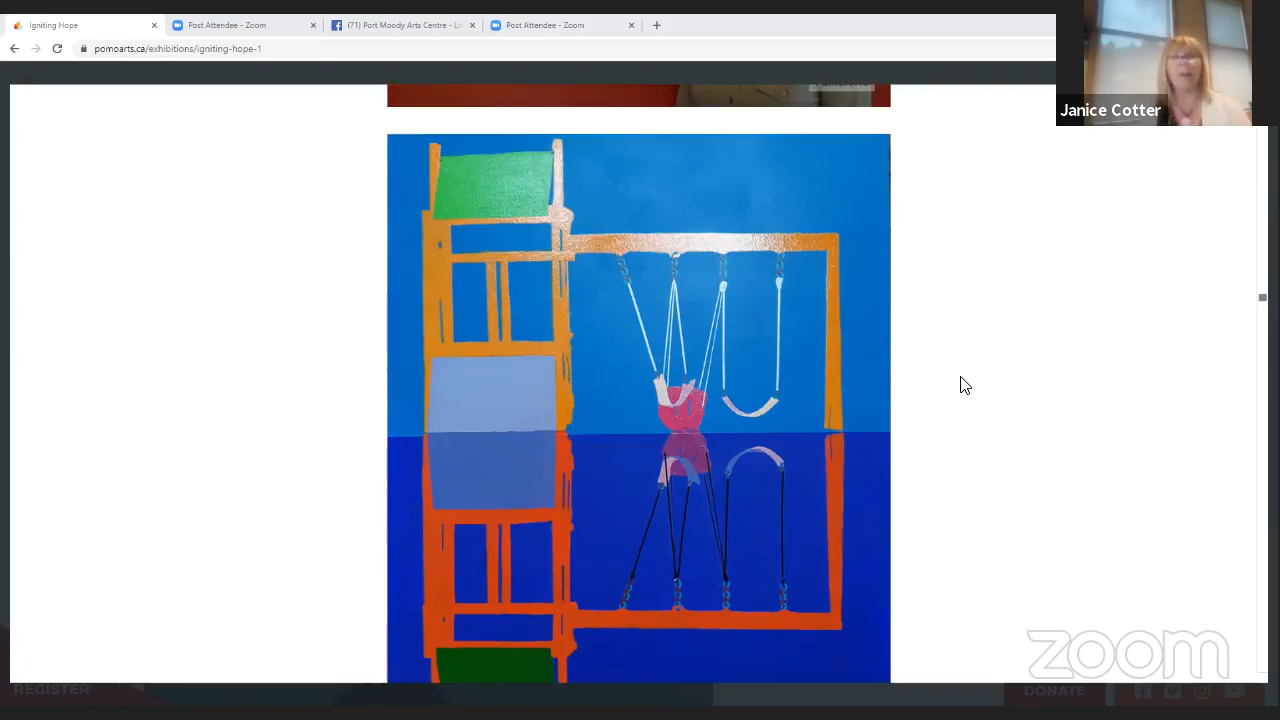 Igniting Hope
Post Attendee - Zoom
(71) Port Moody Arts Centre - Li
Post Attendee - Zoom
pomoarts.ca/exhibitions/igniting-hope-1
Janice Cotter
zoom
REGISTER
DONATE